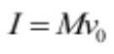 I = Mv₀